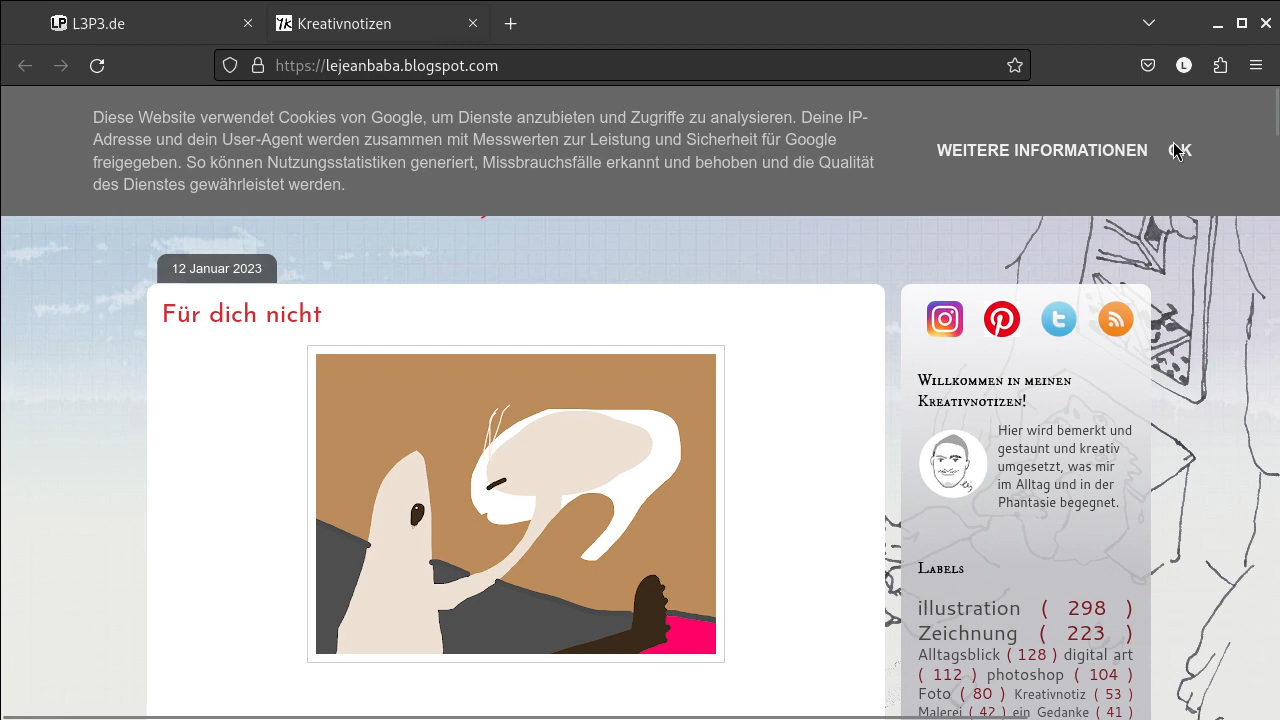 L3P3.de
Kreativnotizen
https://lejeanbaba.blogspot.com
L
Diese Website verwendet Cookies von Google, um Dienste anzubieten und Zugriffe zu analysieren. Deine IP-
Adresse und dein User-Agent werden zusammen mit Messwerten zur Leistung und Sicherheit für Google
freigegeben. So können Nutzungsstatistiken generiert, Missbrauchsfälle erkannt und behoben und die Qualität
des Dienstes gewährleistet werden.
WEITERE INFORMATIONEN
OK
12 Januar 2023
Für dich nicht
Willkommen in meinen
Kreativnotizen!
Hier wird bemerkt und
gestaunt und kreativ
umgesetzt, was mir
im Alltag und in der
Phantasie begegnet.
Labels
illustration ( 298 )
Zeichnung ( 223 )
Alltagsblick ( 128 ) digital art
( 112 ) photoshop ( 104 )
Foto ( 80 ) Kreativnotiz ( 53 )
Malerei ( 42 ) ein Gedanke ( 41 )